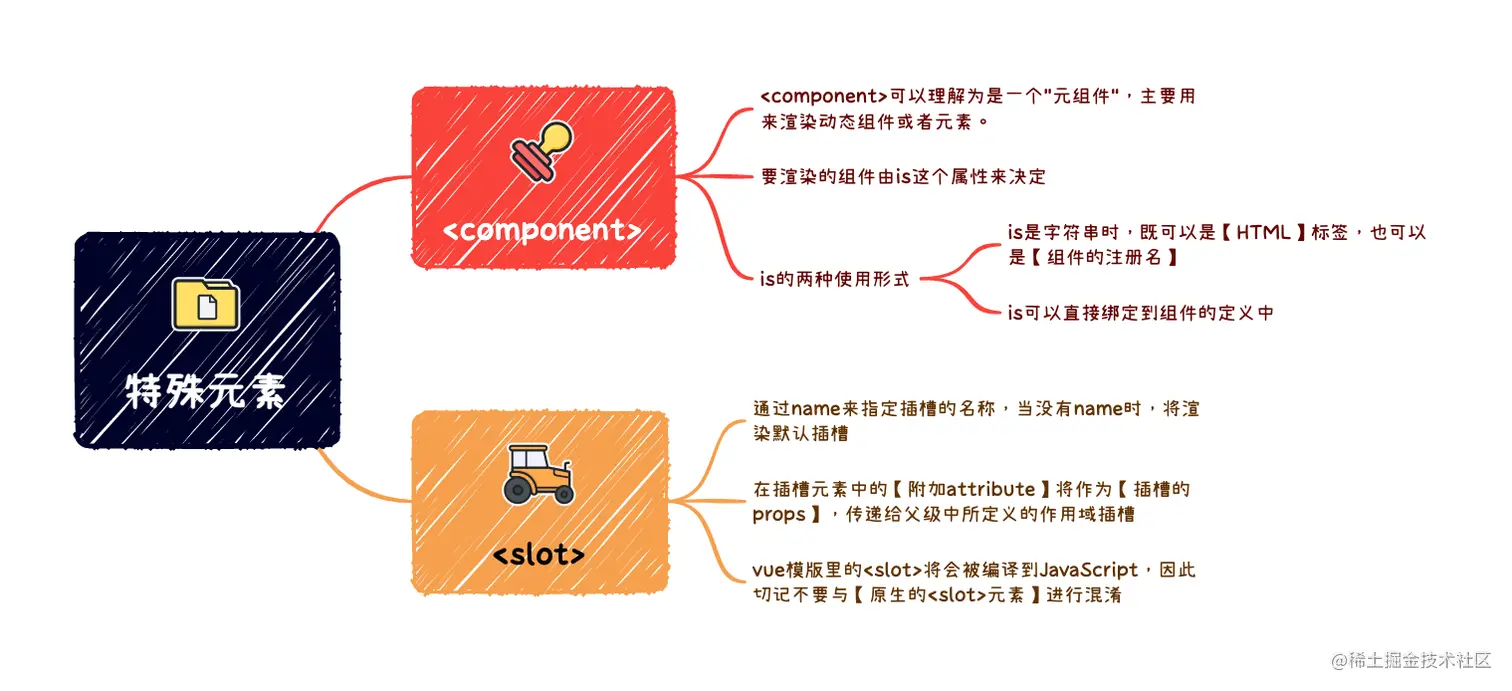 特殊元素
<component>
<component>可以理解为是一个"元组件"，主要用
来渲染动态组件或者元素。
要渲染的组件由is这个属性来决定
is的两种使用形式
is是字符串时，既可以是【HTML】标签，也可以
是【组件的注册名】
is可以直接绑定到组件的定义中
<slot>
通过name来指定插槽的名称，当没有name时，将渲
染默认插槽
在插槽元素中的【附加attribute】将作为【插槽的
props】，传递给父级中所定义的作用域插槽
vue模版里的<slot>将会被编译到JavaScript，因此
切记不要与【原生的<slot>元素】进行混淆
@稀土掘金技术社区